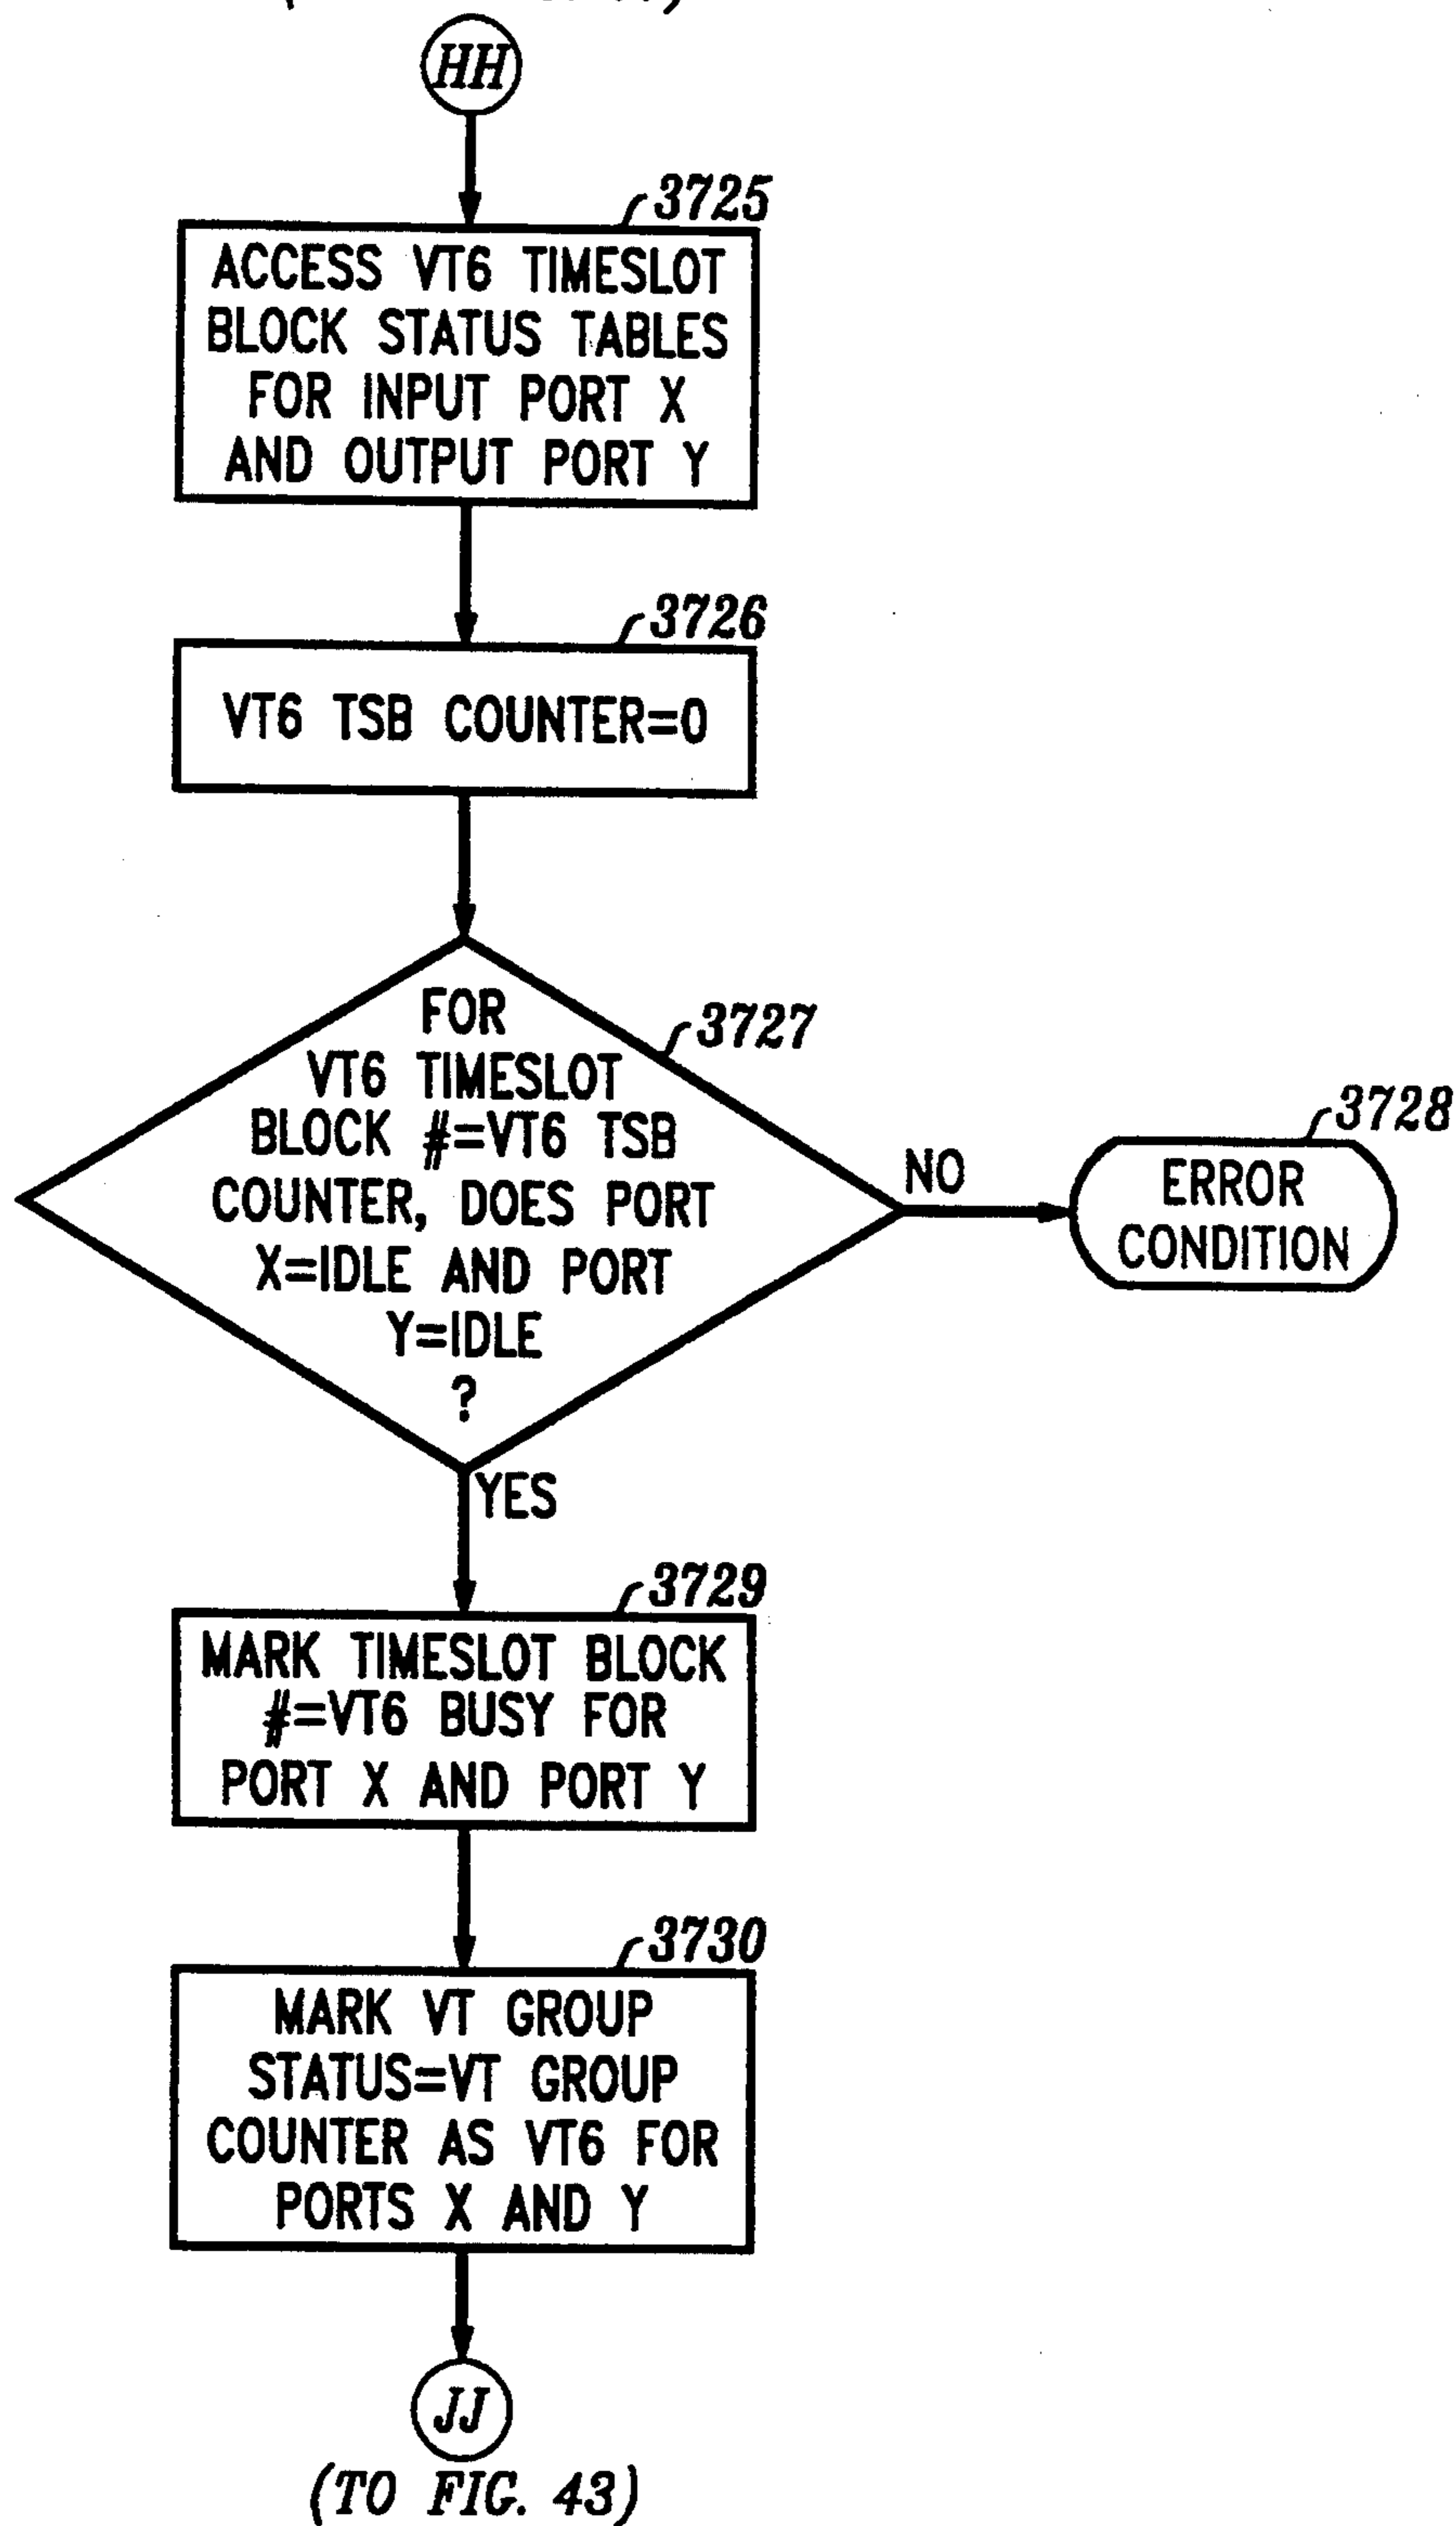 HH
3725
ACCESS VT6 TIMESLOT
BLOCK STATUS TABLES
FOR INPUT PORT X
AND OUTPUT PORT Y
3726
VT6 TSB COUNTER=0
3727
FOR
VT6 TIMESLOT
BLOCK #=VT6 TSB
COUNTER, DOES PORT
X=IDLE AND PORT
Y=IDLE
?
NO
3728
ERROR
CONDITION
YES
3729
MARK TIMESLOT BLOCK
#=VT6 BUSY FOR
PORT X AND PORT Y
3730
MARK VT GROUP
STATUS=VT GROUP
COUNTER AS VT6 FOR
PORTS X AND Y
JJ
(TO FIG. 43)